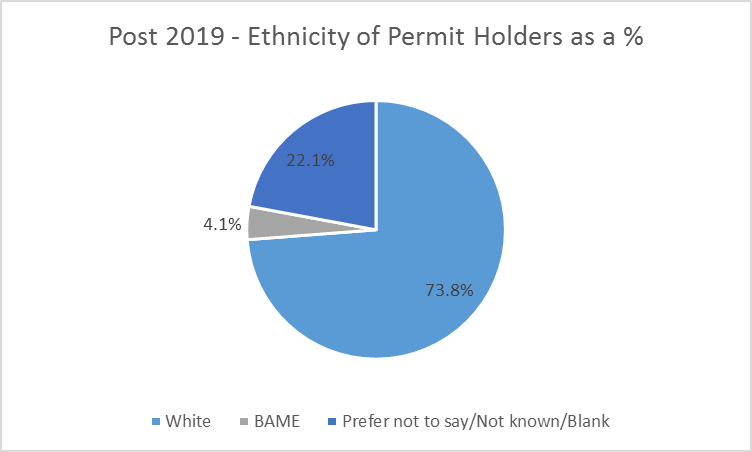 Post 2019 - Ethnicity of Permit Holders as a %
22.1%
4.1%
73.8%
White BAME Prefer not to say/Not known/Blank